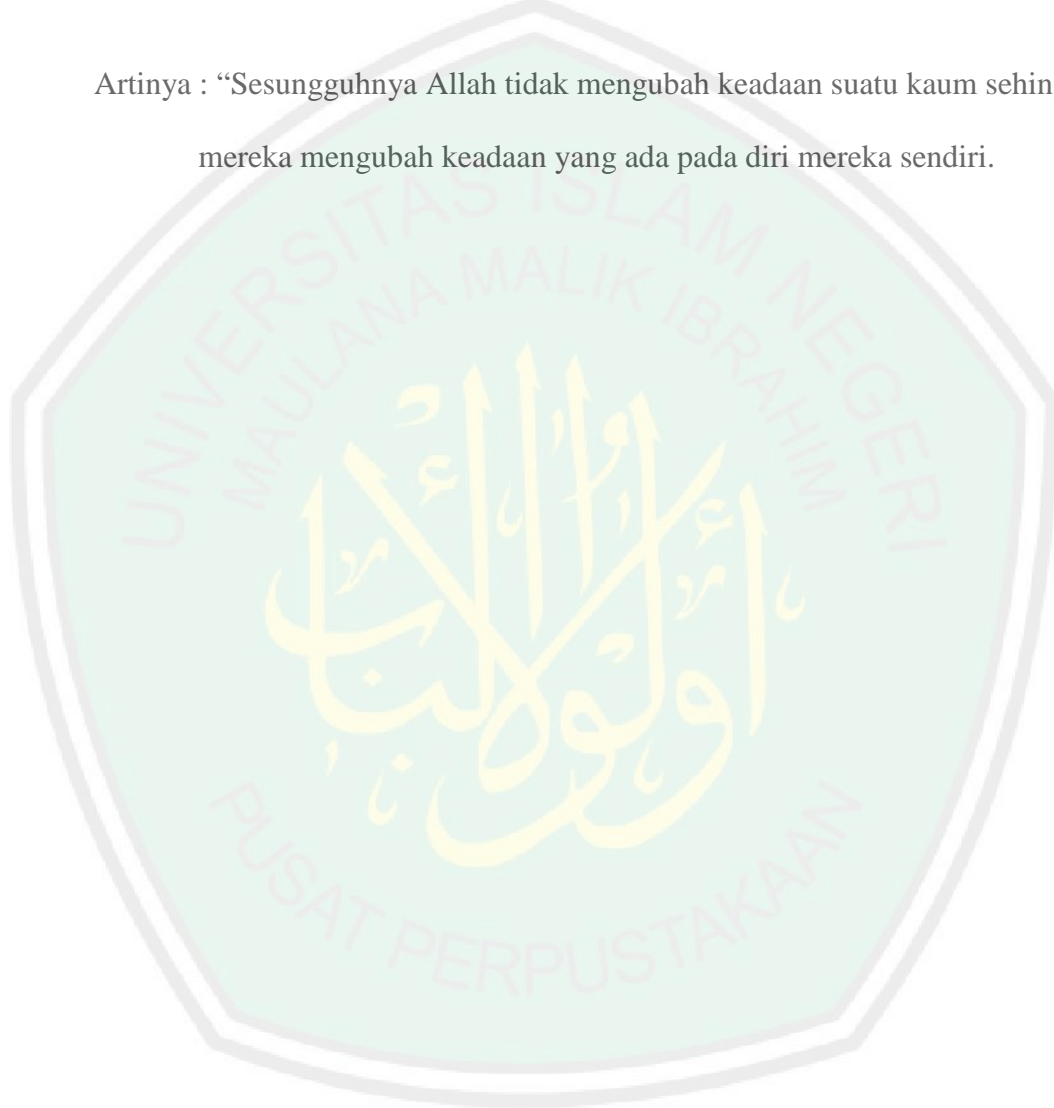 Artinya : “Sesungguhnya Allah tidak mengubah keadaan suatu kaum sehin
mereka mengubah keadaan yang ada pada diri mereka sendiri.
UNIVERSITAS ISLAM NEGERI
MAULANA MALIK IBRAHIM
PUSAT PERPUSTAKAAN